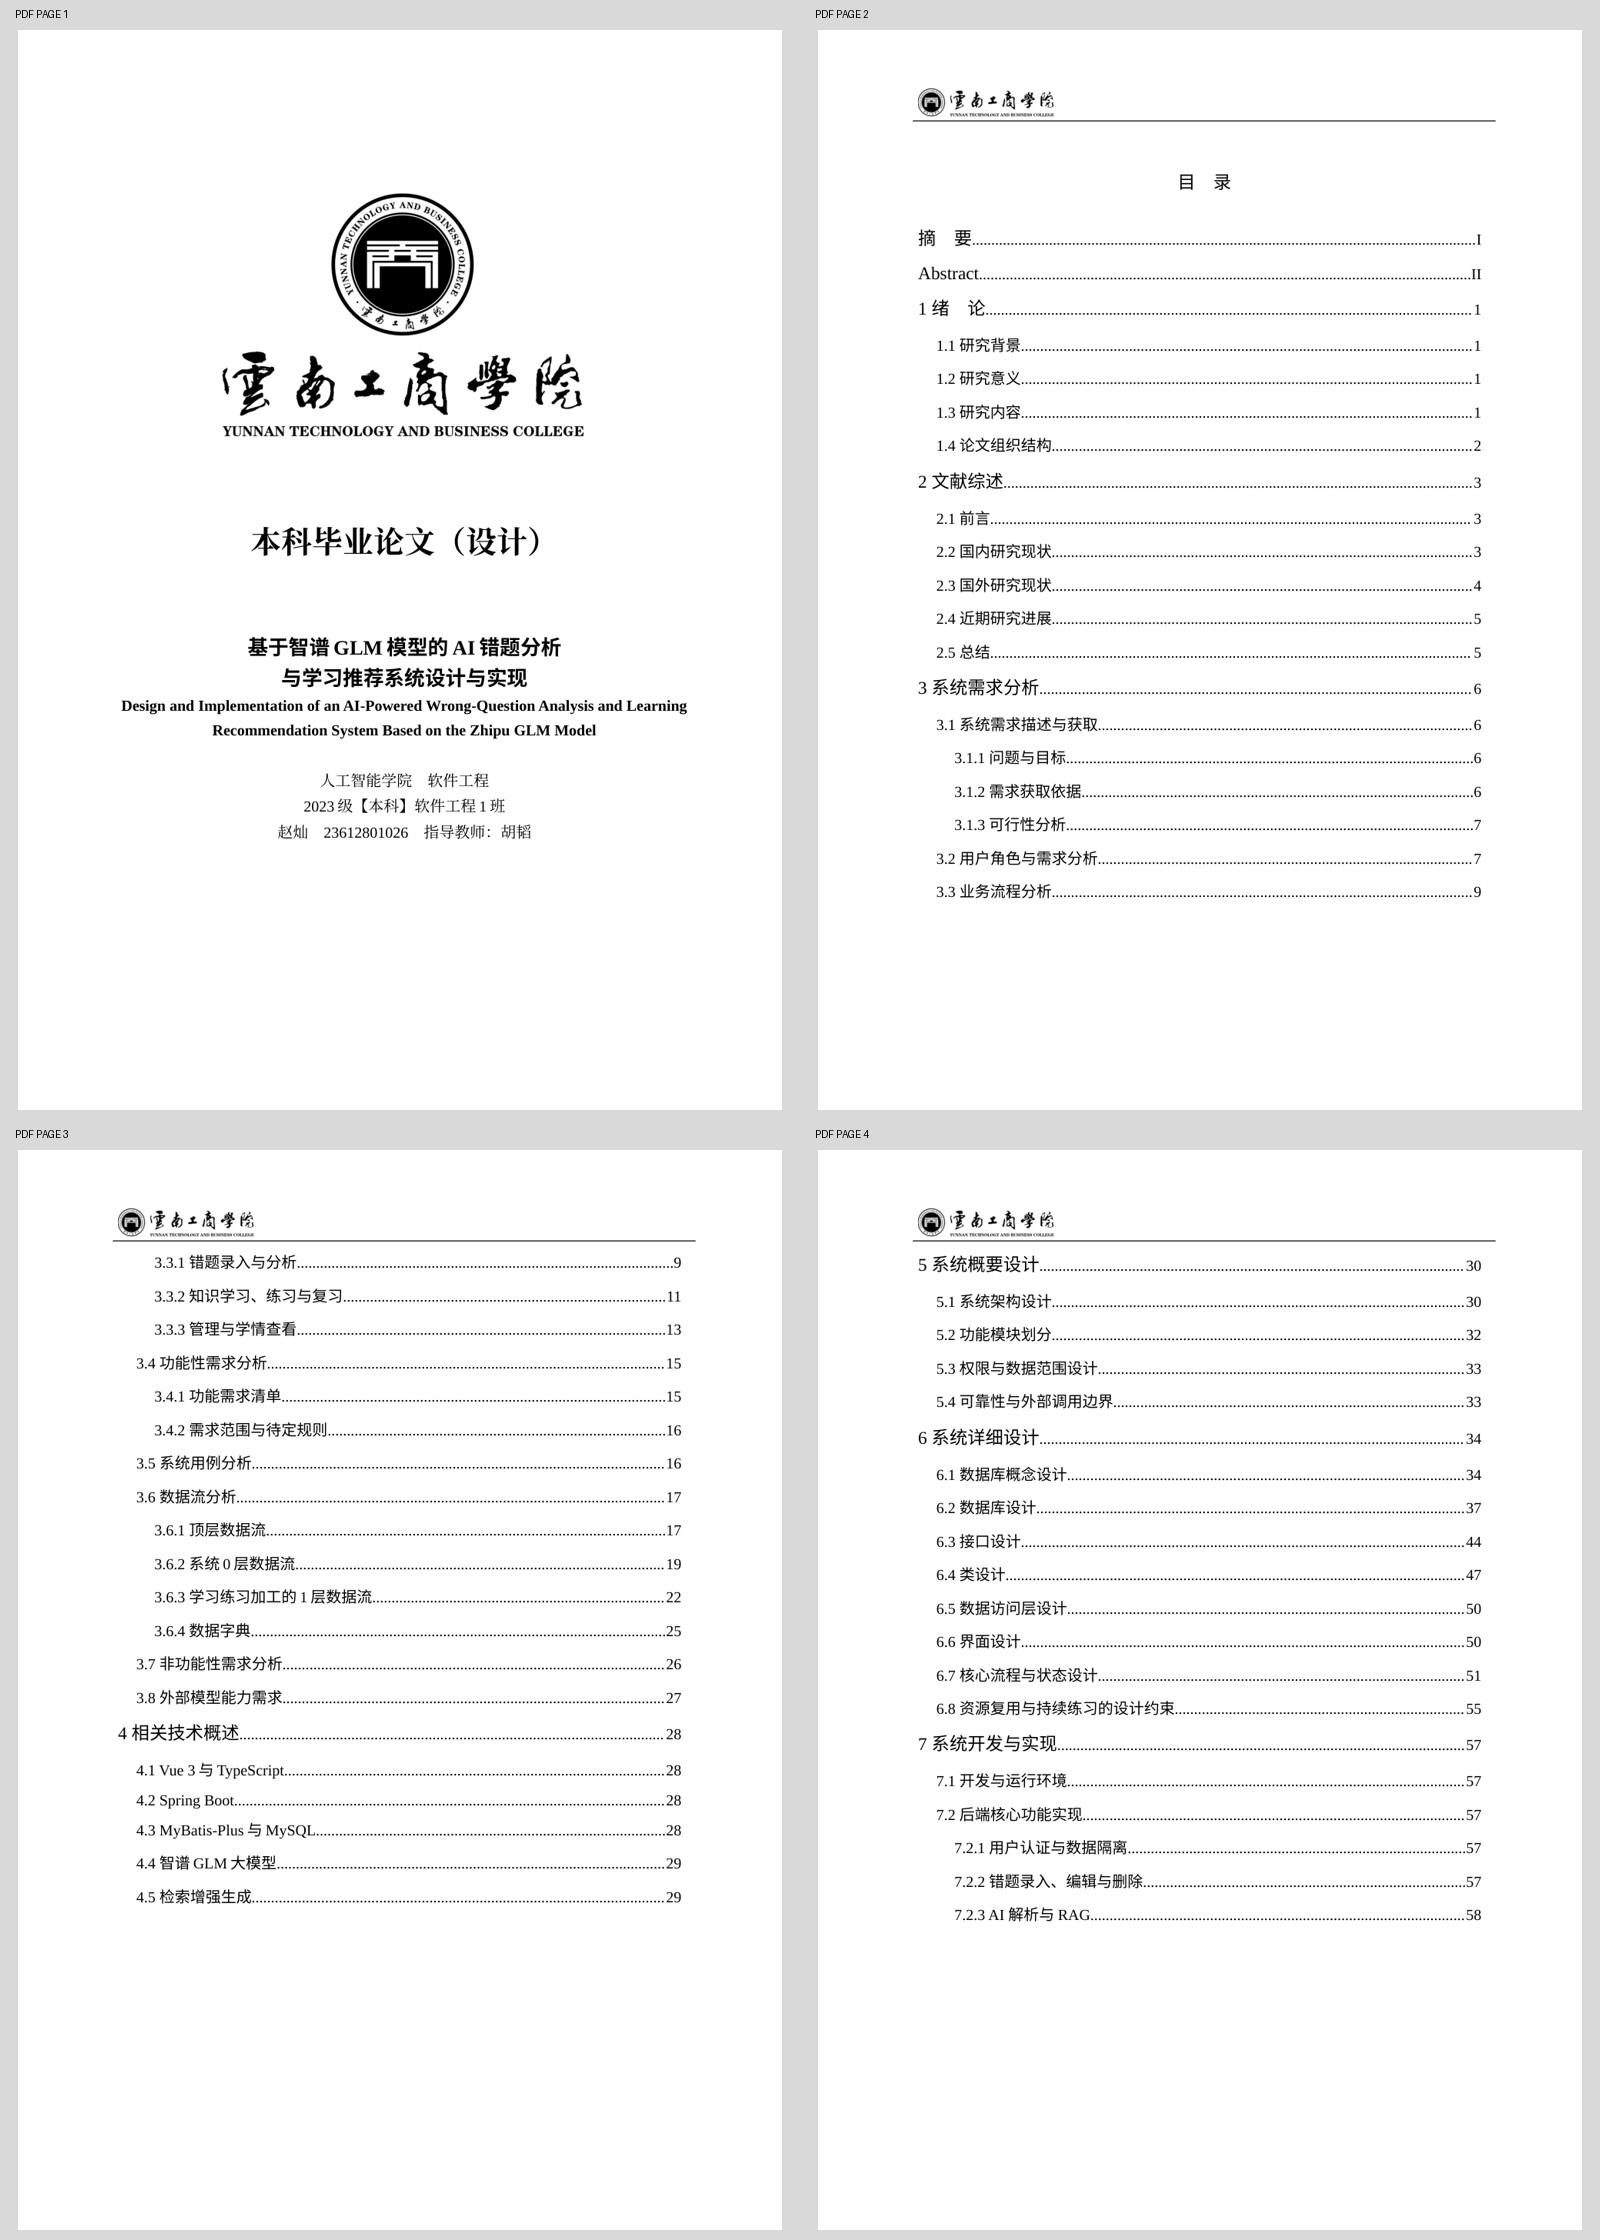 PDF PAGE 1
YUNNAN TECHNOLOGY AND BUSINESS COLLEGE
雲南工商學院
雲南工商學院
YUNNAN TECHNOLOGY AND BUSINESS COLLEGE
本科毕业论文（设计）
基于智谱 GLM 模型的 AI 错题分析
与学习推荐系统设计与实现
Design and Implementation of an AI-Powered Wrong-Question Analysis and Learning
Recommendation System Based on the Zhipu GLM Model
人工智能学院　软件工程
2023 级【本科】软件工程 1 班
赵灿　23612801026　指导教师：胡韬
PDF PAGE 2
雲南工商學院
YUNNAN TECHNOLOGY AND BUSINESS COLLEGE
目　录
摘　要 I
Abstract II
1 绪　论 1
1.1 研究背景 1
1.2 研究意义 1
1.3 研究内容 1
1.4 论文组织结构 2
2 文献综述 3
2.1 前言 3
2.2 国内研究现状 3
2.3 国外研究现状 4
2.4 近期研究进展 5
2.5 总结 5
3 系统需求分析 6
3.1 系统需求描述与获取 6
3.1.1 问题与目标 6
3.1.2 需求获取依据 6
3.1.3 可行性分析 7
3.2 用户角色与需求分析 7
3.3 业务流程分析 9
PDF PAGE 3
雲南工商學院
YUNNAN TECHNOLOGY AND BUSINESS COLLEGE
3.3.1 错题录入与分析 9
3.3.2 知识学习、练习与复习 11
3.3.3 管理与学情查看 13
3.4 功能性需求分析 15
3.4.1 功能需求清单 15
3.4.2 需求范围与待定规则 16
3.5 系统用例分析 16
3.6 数据流分析 17
3.6.1 顶层数据流 17
3.6.2 系统 0 层数据流 19
3.6.3 学习练习加工的 1 层数据流 22
3.6.4 数据字典 25
3.7 非功能性需求分析 26
3.8 外部模型能力需求 27
4 相关技术概述 28
4.1 Vue 3 与 TypeScript 28
4.2 Spring Boot 28
4.3 MyBatis-Plus 与 MySQL 28
4.4 智谱 GLM 大模型 29
4.5 检索增强生成 29
PDF PAGE 4
雲南工商學院
YUNNAN TECHNOLOGY AND BUSINESS COLLEGE
5 系统概要设计 30
5.1 系统架构设计 30
5.2 功能模块划分 32
5.3 权限与数据范围设计 33
5.4 可靠性与外部调用边界 33
6 系统详细设计 34
6.1 数据库概念设计 34
6.2 数据库设计 37
6.3 接口设计 44
6.4 类设计 47
6.5 数据访问层设计 50
6.6 界面设计 50
6.7 核心流程与状态设计 51
6.8 资源复用与持续练习的设计约束 55
7 系统开发与实现 57
7.1 开发与运行环境 57
7.2 后端核心功能实现 57
7.2.1 用户认证与数据隔离 57
7.2.2 错题录入、编辑与删除 57
7.2.3 AI 解析与 RAG 58